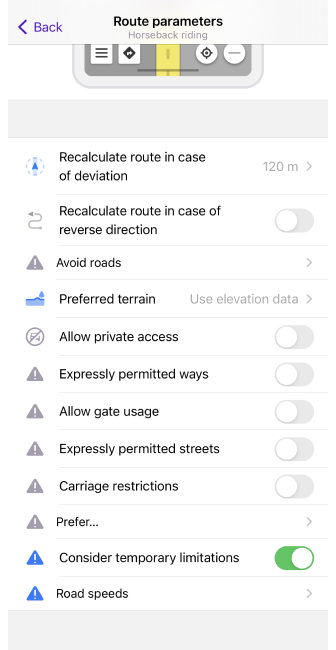 Back
Route parameters
Horseback riding
Recalculate route in case
of deviation
120 m
Recalculate route in case of
reverse direction
Avoid roads
Preferred terrain
Use elevation data
Allow private access
Expressly permitted ways
Allow gate usage
Expressly permitted streets
Carriage restrictions
Prefer...
Consider temporary limitations
Road speeds